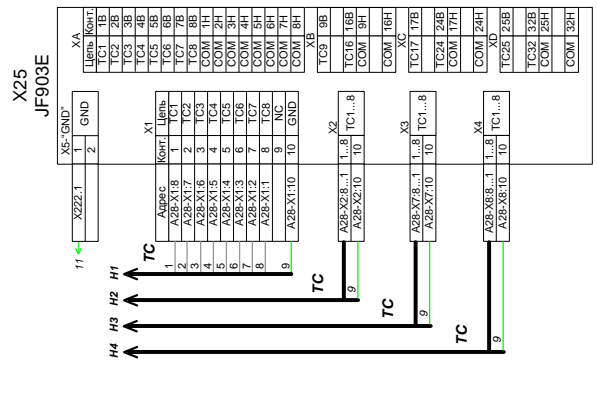 X25
JF903E
X5-"GND"
11 X222.1 1 GND
2
XA
Цепь Конт.
TC1 1B
TC2 2B
TC3 3B
TC4 4B
TC5 5B
TC6 6B
TC7 7B
TC8 8B
COM 1H
COM 2H
COM 3H
COM 4H
COM 5H
COM 6H
COM 7H
COM 8H
XB
TC9 9B
TC16 16B
COM 9H
COM 16H
XC
TC17 17B
TC24 24B
COM 17H
COM 24H
XD
TC25 25B
TC32 32B
COM 25H
COM 32H
X1
Адрес Конт. Цепь
TC
1 A28-X1:8 1 TC1
2 A28-X1:7 2 TC2
3 A28-X1:6 3 TC3
4 A28-X1:5 4 TC4
5 A28-X1:4 5 TC5
6 A28-X1:3 6 TC6
7 A28-X1:2 7 TC7
8 A28-X1:1 8 TC8
9 NC
9 A28-X1:10 10 GND
X2
TC
A28-X2:8...1 1...8 TC1...8
9 A28-X2:10 10
X3
TC
A28-X7:8...1 1...8 TC1...8
9 A28-X7:10 10
X4
TC
A28-X8:8...1 1...8 TC1...8
9 A28-X8:10 10
H1
H2
H3
H4